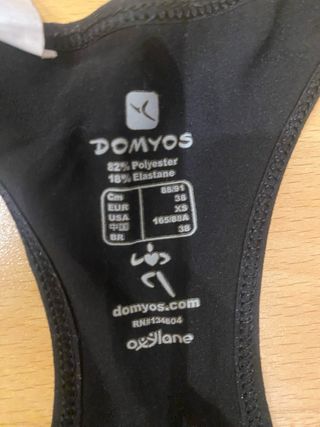 DOMYOS
82% Polyester
18% Elastane
Cm 88/91
EUR 38
USA XS
中国 165/88A
BR 38
domyos.com
RN#134604
oxylane